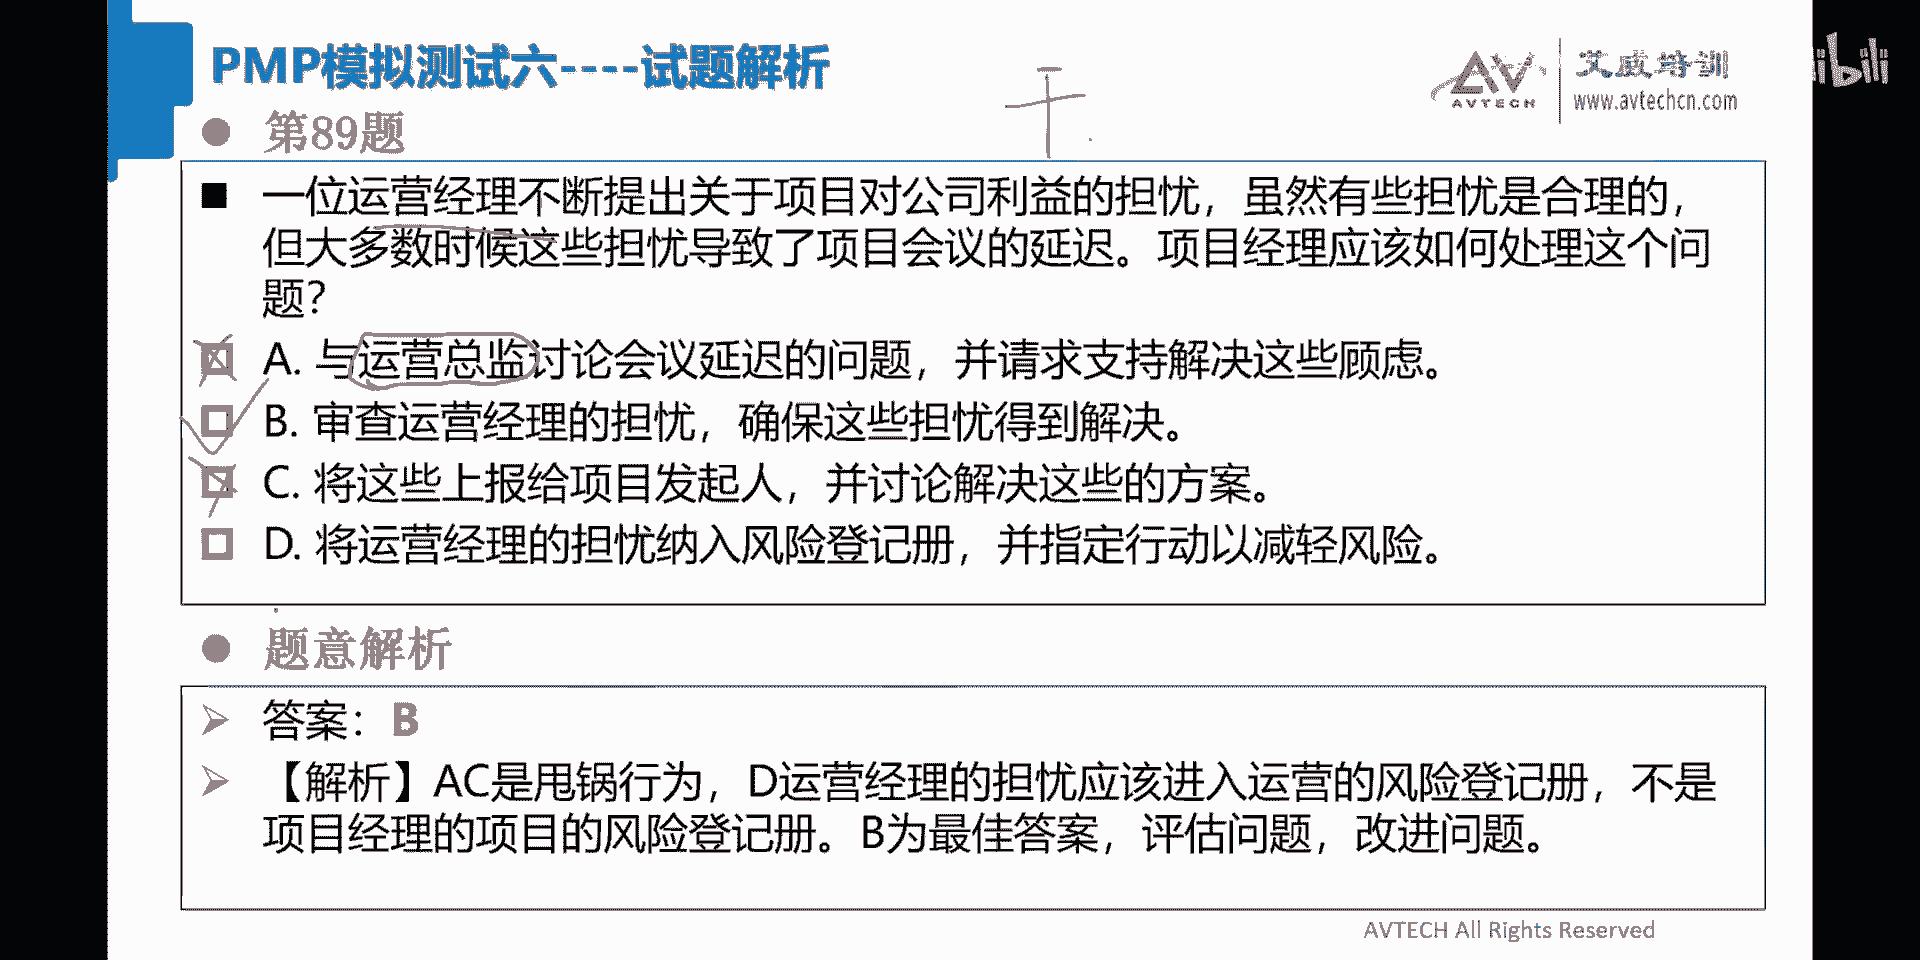 PMP模拟测试六----试题解析
AVTECH
艾威培训
www.avtechcn.com
bili
第89题
一位运营经理不断提出关于项目对公司利益的担忧，虽然有些担忧是合理的，
但大多数时候这些担忧导致了项目会议的延迟。项目经理应该如何处理这个问
题？
A. 与运营总监讨论会议延迟的问题，并请求支持解决这些顾虑。
B. 审查运营经理的担忧，确保这些担忧得到解决。
C. 将这些上报给项目发起人，并讨论解决这些的方案。
D. 将运营经理的担忧纳入风险登记册，并指定行动以减轻风险。
题意解析
答案：B
【解析】AC是甩锅行为，D运营经理的担忧应该进入运营的风险登记册，不是
项目经理的项目的风险登记册。B为最佳答案，评估问题，改进问题。
AVTECH All Rights Reserved